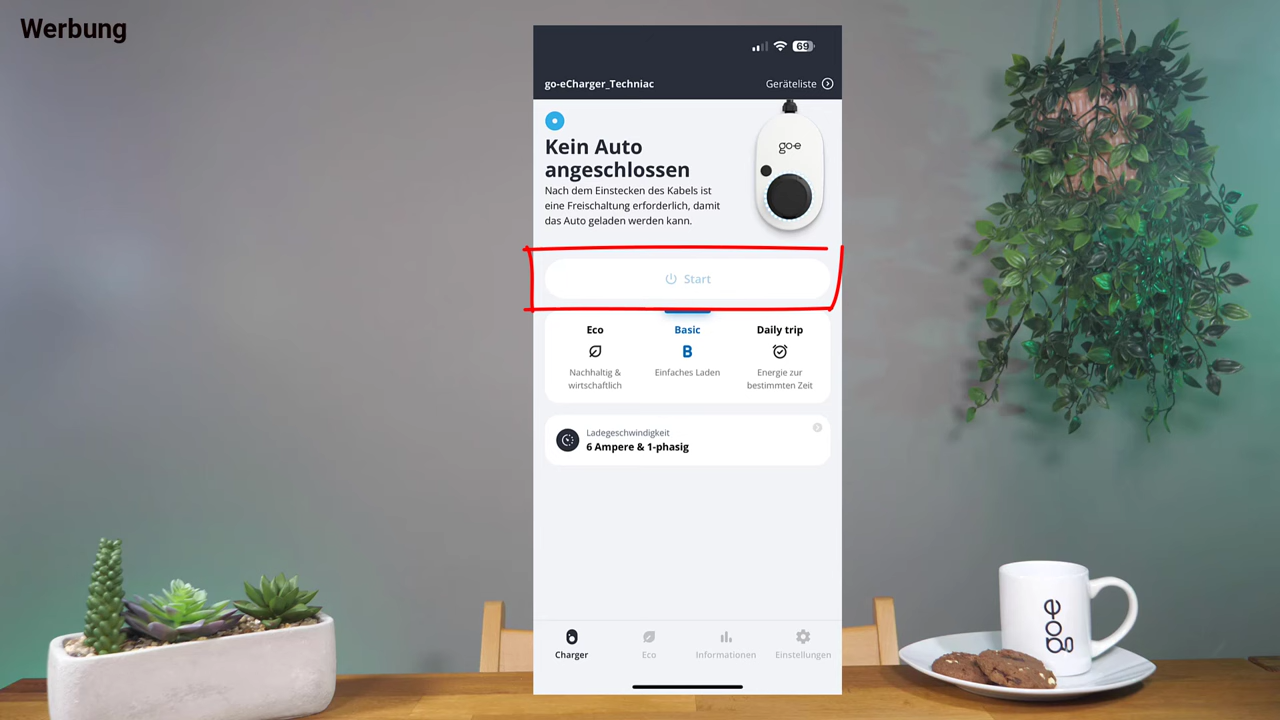 Werbung
69
go-eCharger_Techniac
Geräteliste
Kein Auto
angeschlossen
Nach dem Einstecken des Kabels ist
eine Freischaltung erforderlich, damit
das Auto geladen werden kann.
go-e
Start
Eco
Basic
Daily trip
B
Nachhaltig &
wirtschaftlich
Einfaches Laden
Energie zur
bestimmten Zeit
Ladegeschwindigkeit
6 Ampere & 1-phasig
Charger
Eco
Informationen
Einstellungen
go-e